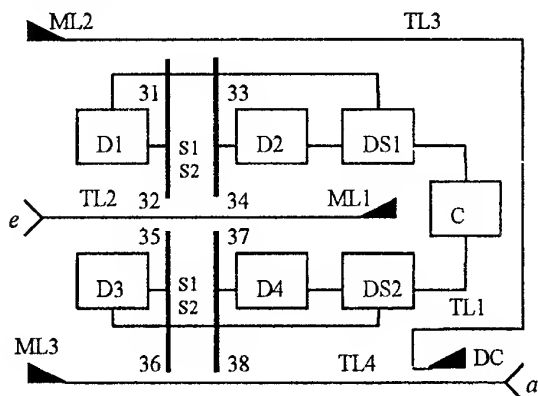 ML2 TL3
31 33
D1 S1 D2 DS1
S2
TL2 32 34 ML1 C
e
35 37
D3 S1 D4 DS2
S2 TL1
ML3 36 38 TL4 DC
a